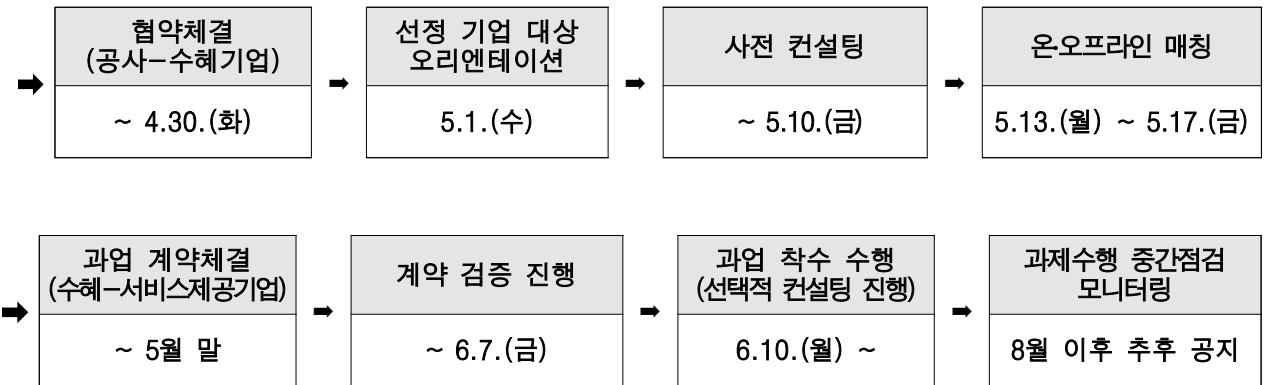 협약체결
(공사-수혜기업)
~ 4.30.(화)
선정 기업 대상
오리엔테이션
5.1.(수)
사전 컨설팅
~ 5.10.(금)
온·오프라인 매칭
5.13.(월) ~ 5.17.(금)
과업 계약체결
(수혜-서비스제공기업)
~ 5월 말
계약 검증 진행
~ 6.7.(금)
과업 착수 수행
(선택적 컨설팅 진행)
6.10.(월) ~
과제수행 중간점검
모니터링
8월 이후 추후 공지